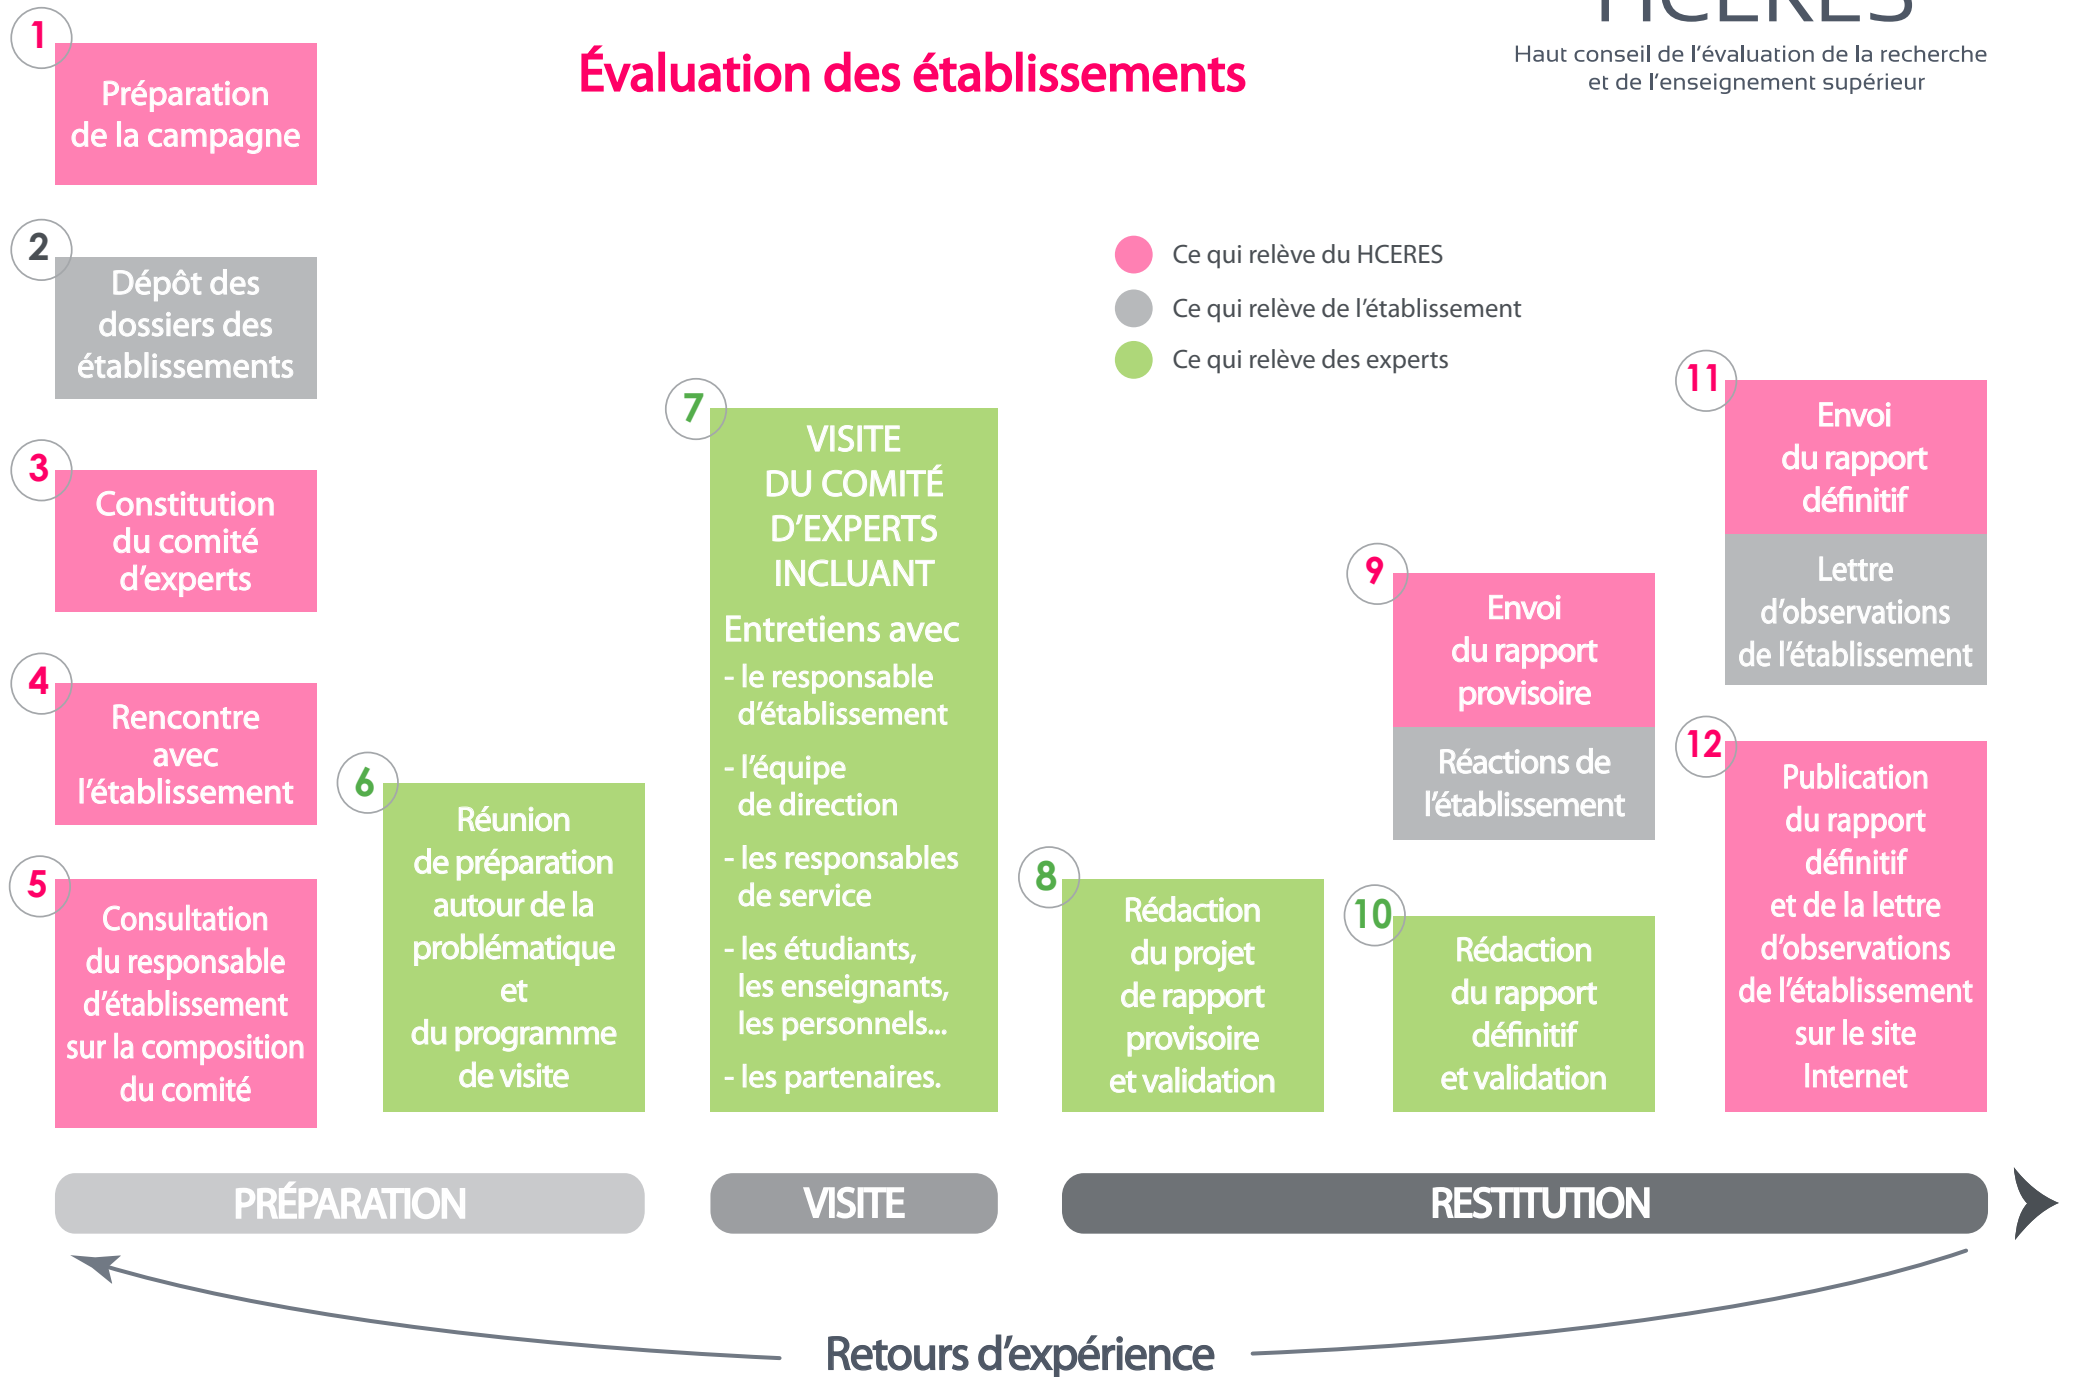 HCERES
Haut conseil de l'évaluation de la recherche
et de l'enseignement supérieur
Évaluation des établissements
Ce qui relève du HCERES
Ce qui relève de l'établissement
Ce qui relève des experts
1
Préparation
de la campagne
2
Dépôt des
dossiers des
établissements
3
Constitution
du comité
d'experts
4
Rencontre
avec
l'établissement
5
Consultation
du responsable
d'établissement
sur la composition
du comité
6
Réunion
de préparation
autour de la
problématique
et
du programme
de visite
7
VISITE
DU COMITÉ
D'EXPERTS
INCLUANT
Entretiens avec
- le responsable
d'établissement
- l'équipe
de direction
- les responsables
de service
- les étudiants,
les enseignants,
les personnels...
- les partenaires.
8
Rédaction
du projet
de rapport
provisoire
et validation
9
Envoi
du rapport
provisoire
Réactions de
l'établissement
10
Rédaction
du rapport
définitif
et validation
11
Envoi
du rapport
définitif
Lettre
d'observations
de l'établissement
12
Publication
du rapport
définitif
et de la lettre
d'observations
de l'établissement
sur le site
Internet
PRÉPARATION
VISITE
RESTITUTION
Retours d'expérience